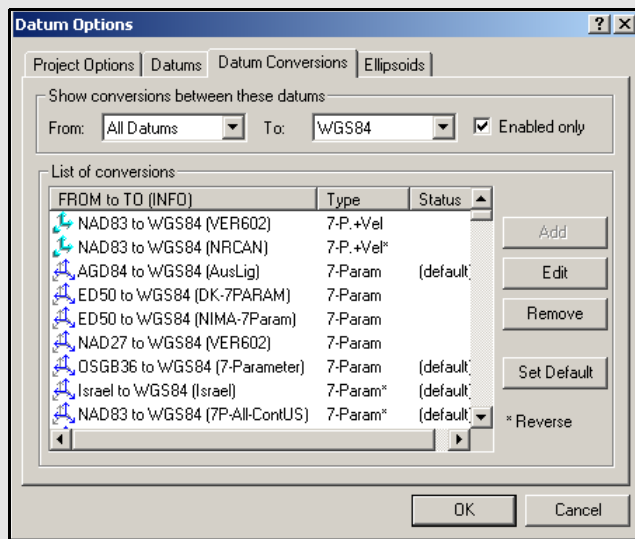 Datum Options
Project Options Datums Datum Conversions Ellipsoids
Show conversions between these datums
From: All Datums To: WGS84 Enabled only
List of conversions
FROM to TO (INFO) Type Status
NAD83 to WGS84 (VER602) 7-P.+Vel
NAD83 to WGS84 (NRCAN) 7-P.+Vel*
AGD84 to WGS84 (AusLig) 7-Param (default)
ED50 to WGS84 (DK-7PARAM) 7-Param
ED50 to WGS84 (NIMA-7Param) 7-Param
NAD27 to WGS84 (VER602) 7-Param
OSGB36 to WGS84 (7-Parameter) 7-Param (default)
Israel to WGS84 (Israel) 7-Param* (default)
NAD83 to WGS84 (7P-All-ContUS) 7-Param* (default)
Add
Edit
Remove
Set Default
* Reverse
OK Cancel